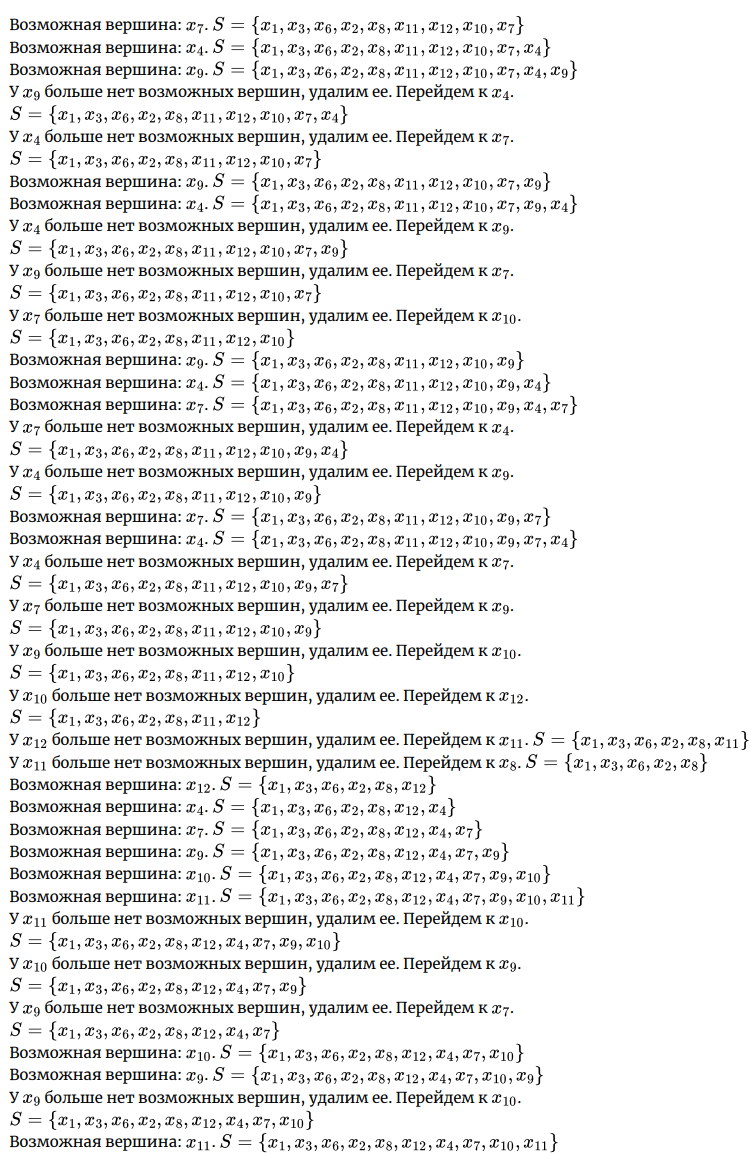 Возможная вершина: x₇. S = {x₁, x₃, x₆, x₂, x₈, x₁₁, x₁₂, x₁₀, x₇}
Возможная вершина: x₄. S = {x₁, x₃, x₆, x₂, x₈, x₁₁, x₁₂, x₁₀, x₇, x₄}
Возможная вершина: x₉. S = {x₁, x₃, x₆, x₂, x₈, x₁₁, x₁₂, x₁₀, x₇, x₄, x₉}
У x₉ больше нет возможных вершин, удалим ее. Перейдем к x₄.
S = {x₁, x₃, x₆, x₂, x₈, x₁₁, x₁₂, x₁₀, x₇, x₄}
У x₄ больше нет возможных вершин, удалим ее. Перейдем к x₇.
S = {x₁, x₃, x₆, x₂, x₈, x₁₁, x₁₂, x₁₀, x₇}
Возможная вершина: x₉. S = {x₁, x₃, x₆, x₂, x₈, x₁₁, x₁₂, x₁₀, x₇, x₉}
Возможная вершина: x₄. S = {x₁, x₃, x₆, x₂, x₈, x₁₁, x₁₂, x₁₀, x₇, x₉, x₄}
У x₄ больше нет возможных вершин, удалим ее. Перейдем к x₉.
S = {x₁, x₃, x₆, x₂, x₈, x₁₁, x₁₂, x₁₀, x₇, x₉}
У x₉ больше нет возможных вершин, удалим ее. Перейдем к x₇.
S = {x₁, x₃, x₆, x₂, x₈, x₁₁, x₁₂, x₁₀, x₇}
У x₇ больше нет возможных вершин, удалим ее. Перейдем к x₁₀.
S = {x₁, x₃, x₆, x₂, x₈, x₁₁, x₁₂, x₁₀}
Возможная вершина: x₉. S = {x₁, x₃, x₆, x₂, x₈, x₁₁, x₁₂, x₁₀, x₉}
Возможная вершина: x₄. S = {x₁, x₃, x₆, x₂, x₈, x₁₁, x₁₂, x₁₀, x₉, x₄}
Возможная вершина: x₇. S = {x₁, x₃, x₆, x₂, x₈, x₁₁, x₁₂, x₁₀, x₉, x₄, x₇}
У x₇ больше нет возможных вершин, удалим ее. Перейдем к x₄.
S = {x₁, x₃, x₆, x₂, x₈, x₁₁, x₁₂, x₁₀, x₉, x₄}
У x₄ больше нет возможных вершин, удалим ее. Перейдем к x₉.
S = {x₁, x₃, x₆, x₂, x₈, x₁₁, x₁₂, x₁₀, x₉}
Возможная вершина: x₇. S = {x₁, x₃, x₆, x₂, x₈, x₁₁, x₁₂, x₁₀, x₉, x₇}
Возможная вершина: x₄. S = {x₁, x₃, x₆, x₂, x₈, x₁₁, x₁₂, x₁₀, x₉, x₇, x₄}
У x₄ больше нет возможных вершин, удалим ее. Перейдем к x₇.
S = {x₁, x₃, x₆, x₂, x₈, x₁₁, x₁₂, x₁₀, x₉, x₇}
У x₇ больше нет возможных вершин, удалим ее. Перейдем к x₉.
S = {x₁, x₃, x₆, x₂, x₈, x₁₁, x₁₂, x₁₀, x₉}
У x₉ больше нет возможных вершин, удалим ее. Перейдем к x₁₀.
S = {x₁, x₃, x₆, x₂, x₈, x₁₁, x₁₂, x₁₀}
У x₁₀ больше нет возможных вершин, удалим ее. Перейдем к x₁₂.
S = {x₁, x₃, x₆, x₂, x₈, x₁₁, x₁₂}
У x₁₂ больше нет возможных вершин, удалим ее. Перейдем к x₁₁. S = {x₁, x₃, x₆, x₂, x₈, x₁₁}
У x₁₁ больше нет возможных вершин, удалим ее. Перейдем к x₈. S = {x₁, x₃, x₆, x₂, x₈}
Возможная вершина: x₁₂. S = {x₁, x₃, x₆, x₂, x₈, x₁₂}
Возможная вершина: x₄. S = {x₁, x₃, x₆, x₂, x₈, x₁₂, x₄}
Возможная вершина: x₇. S = {x₁, x₃, x₆, x₂, x₈, x₁₂, x₄, x₇}
Возможная вершина: x₉. S = {x₁, x₃, x₆, x₂, x₈, x₁₂, x₄, x₇, x₉}
Возможная вершина: x₁₀. S = {x₁, x₃, x₆, x₂, x₈, x₁₂, x₄, x₇, x₉, x₁₀}
Возможная вершина: x₁₁. S = {x₁, x₃, x₆, x₂, x₈, x₁₂, x₄, x₇, x₉, x₁₀, x₁₁}
У x₁₁ больше нет возможных вершин, удалим ее. Перейдем к x₁₀.
S = {x₁, x₃, x₆, x₂, x₈, x₁₂, x₄, x₇, x₉, x₁₀}
У x₁₀ больше нет возможных вершин, удалим ее. Перейдем к x₉.
S = {x₁, x₃, x₆, x₂, x₈, x₁₂, x₄, x₇, x₉}
У x₉ больше нет возможных вершин, удалим ее. Перейдем к x₇.
S = {x₁, x₃, x₆, x₂, x₈, x₁₂, x₄, x₇}
Возможная вершина: x₁₀. S = {x₁, x₃, x₆, x₂, x₈, x₁₂, x₄, x₇, x₁₀}
Возможная вершина: x₉. S = {x₁, x₃, x₆, x₂, x₈, x₁₂, x₄, x₇, x₁₀, x₉}
У x₉ больше нет возможных вершин, удалим ее. Перейдем к x₁₀.
S = {x₁, x₃, x₆, x₂, x₈, x₁₂, x₄, x₇, x₁₀}
Возможная вершина: x₁₁. S = {x₁, x₃, x₆, x₂, x₈, x₁₂, x₄, x₇, x₁₀, x₁₁}